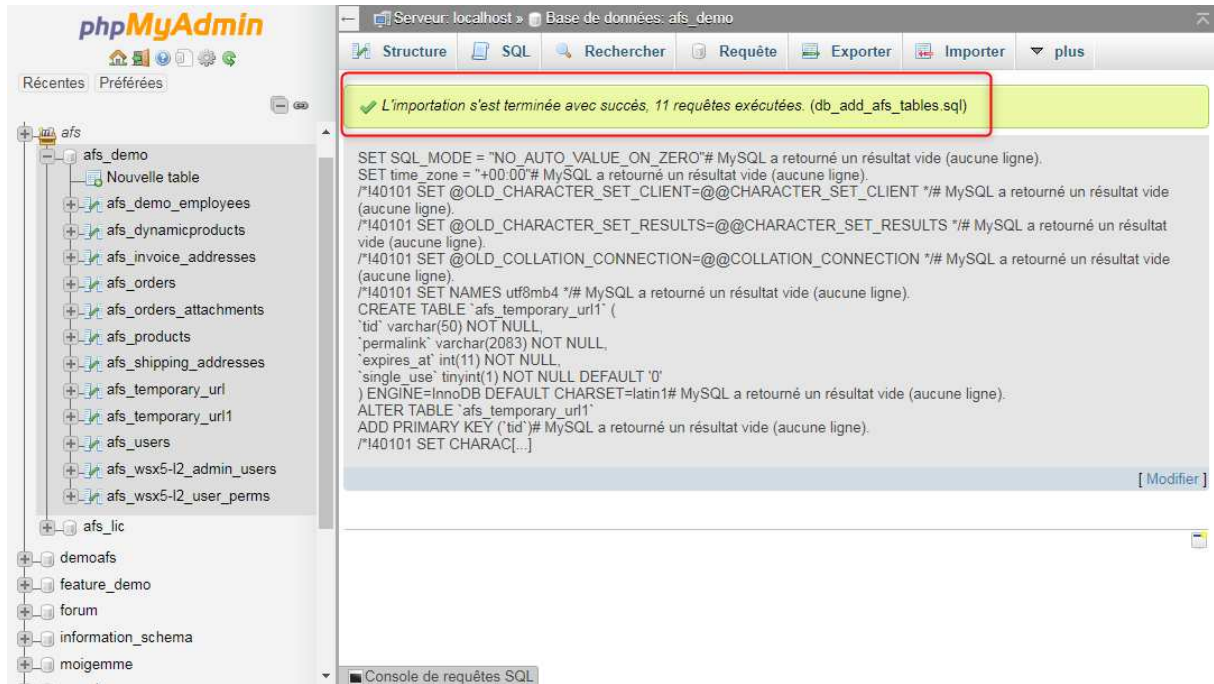 phpMyAdmin
Récentes Préférées
afs
afs_demo
Nouvelle table
afs_demo_employees
afs_dynamicproducts
afs_invoice_addresses
afs_orders
afs_orders_attachments
afs_products
afs_shipping_addresses
afs_temporary_url
afs_temporary_url1
afs_users
afs_wsx5-l2_admin_users
afs_wsx5-l2_user_perms
afs_lic
demoafs
feature_demo
forum
information_schema
moigemme
Serveur: localhost » Base de données: afs_demo
Structure SQL Rechercher Requête Exporter Importer plus
L'importation s'est terminée avec succès, 11 requêtes exécutées. (db_add_afs_tables.sql)
SET SQL_MODE = "NO_AUTO_VALUE_ON_ZERO"# MySQL a retourné un résultat vide (aucune ligne).
SET time_zone = "+00:00"# MySQL a retourné un résultat vide (aucune ligne).
/*!40101 SET @OLD_CHARACTER_SET_CLIENT=@@CHARACTER_SET_CLIENT */# MySQL a retourné un résultat vide
(aucune ligne).
/*!40101 SET @OLD_CHARACTER_SET_RESULTS=@@CHARACTER_SET_RESULTS */# MySQL a retourné un résultat
vide (aucune ligne).
/*!40101 SET @OLD_COLLATION_CONNECTION=@@COLLATION_CONNECTION */# MySQL a retourné un résultat vide
(aucune ligne).
/*!40101 SET NAMES utf8mb4 */# MySQL a retourné un résultat vide (aucune ligne).
CREATE TABLE `afs_temporary_url1` (
`tid` varchar(50) NOT NULL,
`permalink` varchar(2083) NOT NULL,
`expires_at` int(11) NOT NULL,
`single_use` tinyint(1) NOT NULL DEFAULT '0'
) ENGINE=InnoDB DEFAULT CHARSET=latin1# MySQL a retourné un résultat vide (aucune ligne).
ALTER TABLE `afs_temporary_url1`
ADD PRIMARY KEY (`tid`)# MySQL a retourné un résultat vide (aucune ligne).
/*!40101 SET CHARAC[...]
[ Modifier ]
Console de requêtes SQL